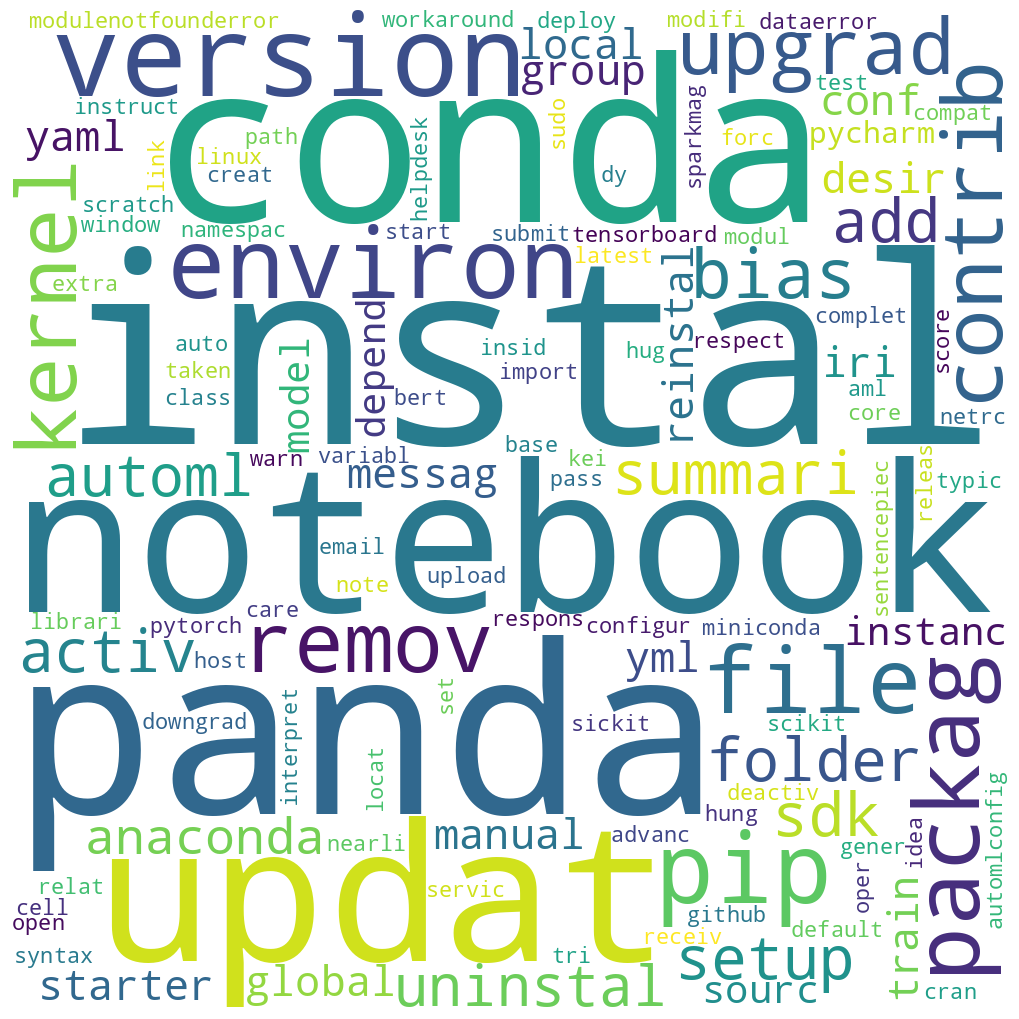 modulenotfounderror
workaround
deploy
modifi
dataerror
version
local
upgrad
group
conda
test
instruct
conf
compat
yaml
path
helpdesk
sudo
sparkmag
forc
pycharm
contrib
link
linux
creat
dy
desir
kernel
scratch
window
namespac
start
submit
tensorboard
modul
add
environ
latest
reinstal
bias
extra
instal
depend
complet
auto
model
insid
hug
respect
iri
score
taken
import
aml
class
bert
core
netrc
base
automl
warn
variabl
messag
kei
pass
summari
sentencepiec
releas
typic
notebook
email
note
upload
librari
pytorch
care
respons
configur
miniconda
instanc
activ
host
remov
yml
file
packag
panda
set
downgrad
interpret
sickit
scikit
locat
folder
deactiv
automlconfig
anaconda
nearli
manual
advanc
hung
sdk
gener
idea
updat
pip
relat
servic
oper
train
cell
open
github
default
receiv
syntax
tri
setup
starter
global
uninstal
sourc
cran